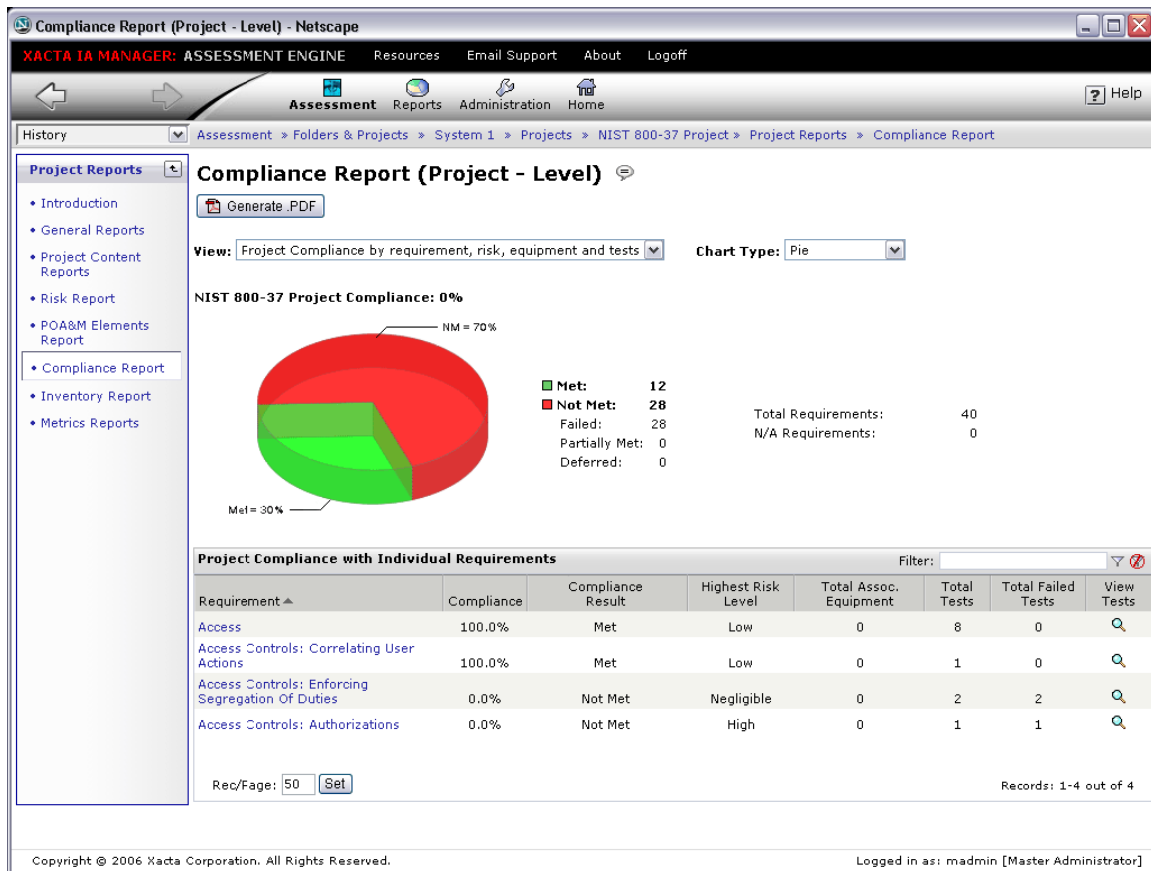 Compliance Report (Project - Level) - Netscape
XACTA IA MANAGER: ASSESSMENT ENGINE Resources Email Support About Logoff
Assessment Reports Administration Home
? Help
History
Assessment » Folders & Projects » System 1 » Projects » NIST 800-37 Project » Project Reports » Compliance Report
Project Reports
• Introduction
• General Reports
• Project Content
Reports
• Risk Report
• POA&M Elements
Report
• Compliance Report
• Inventory Report
• Metrics Reports
Compliance Report (Project - Level)
Generate .PDF
View: Froject Compliance by requirement, risk, equipment and tests Chart Type: Pie
NIST 800-37 Project Compliance: 0%
NM = 70%
Met = 30%
Met: 12
Not Met: 28
Failed: 28
Partially Met: 0
Deferred: 0
Total Requirements: 40
N/A Requirements: 0
Project Compliance with Individual Requirements Filter:
Requirement Compliance Compliance Result Highest Risk Level Total Assoc. Equipment Total Tests Total Failed Tests View Tests
Access 100.0% Met Low 0 8 0
Access Controls: Correlating User
Actions 100.0% Met Low 0 1 0
Access Controls: Enforcing
Segregation Of Duties 0.0% Not Met Negligible 0 2 2
Access Controls: Authorizations 0.0% Not Met High 0 1 1
Rec/Fage: 50 Set
Records: 1-4 out of 4
Copyright © 2006 Xacta Corporation. All Rights Reserved.
Logged in as: madmin [Master Administrator]